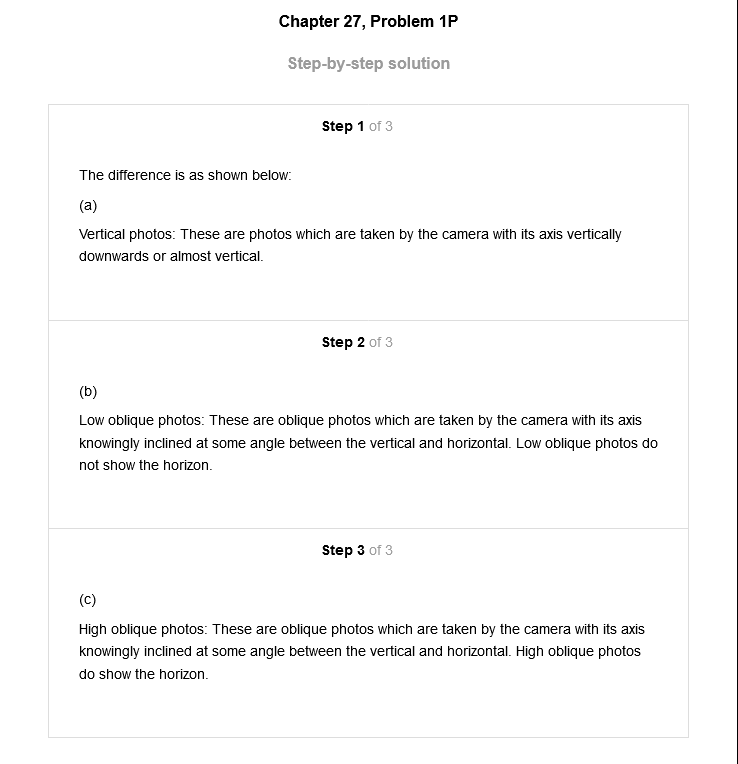 Chapter 27, Problem 1P
Step-by-step solution
Step 1 of 3
The difference is as shown below:
(a)
Vertical photos: These are photos which are taken by the camera with its axis vertically
downwards or almost vertical.
Step 2 of 3
(b)
Low oblique photos: These are oblique photos which are taken by the camera with its axis
knowingly inclined at some angle between the vertical and horizontal. Low oblique photos do
not show the horizon.
Step 3 of 3
(c)
High oblique photos: These are oblique photos which are taken by the camera with its axis
knowingly inclined at some angle between the vertical and horizontal. High oblique photos
do show the horizon.